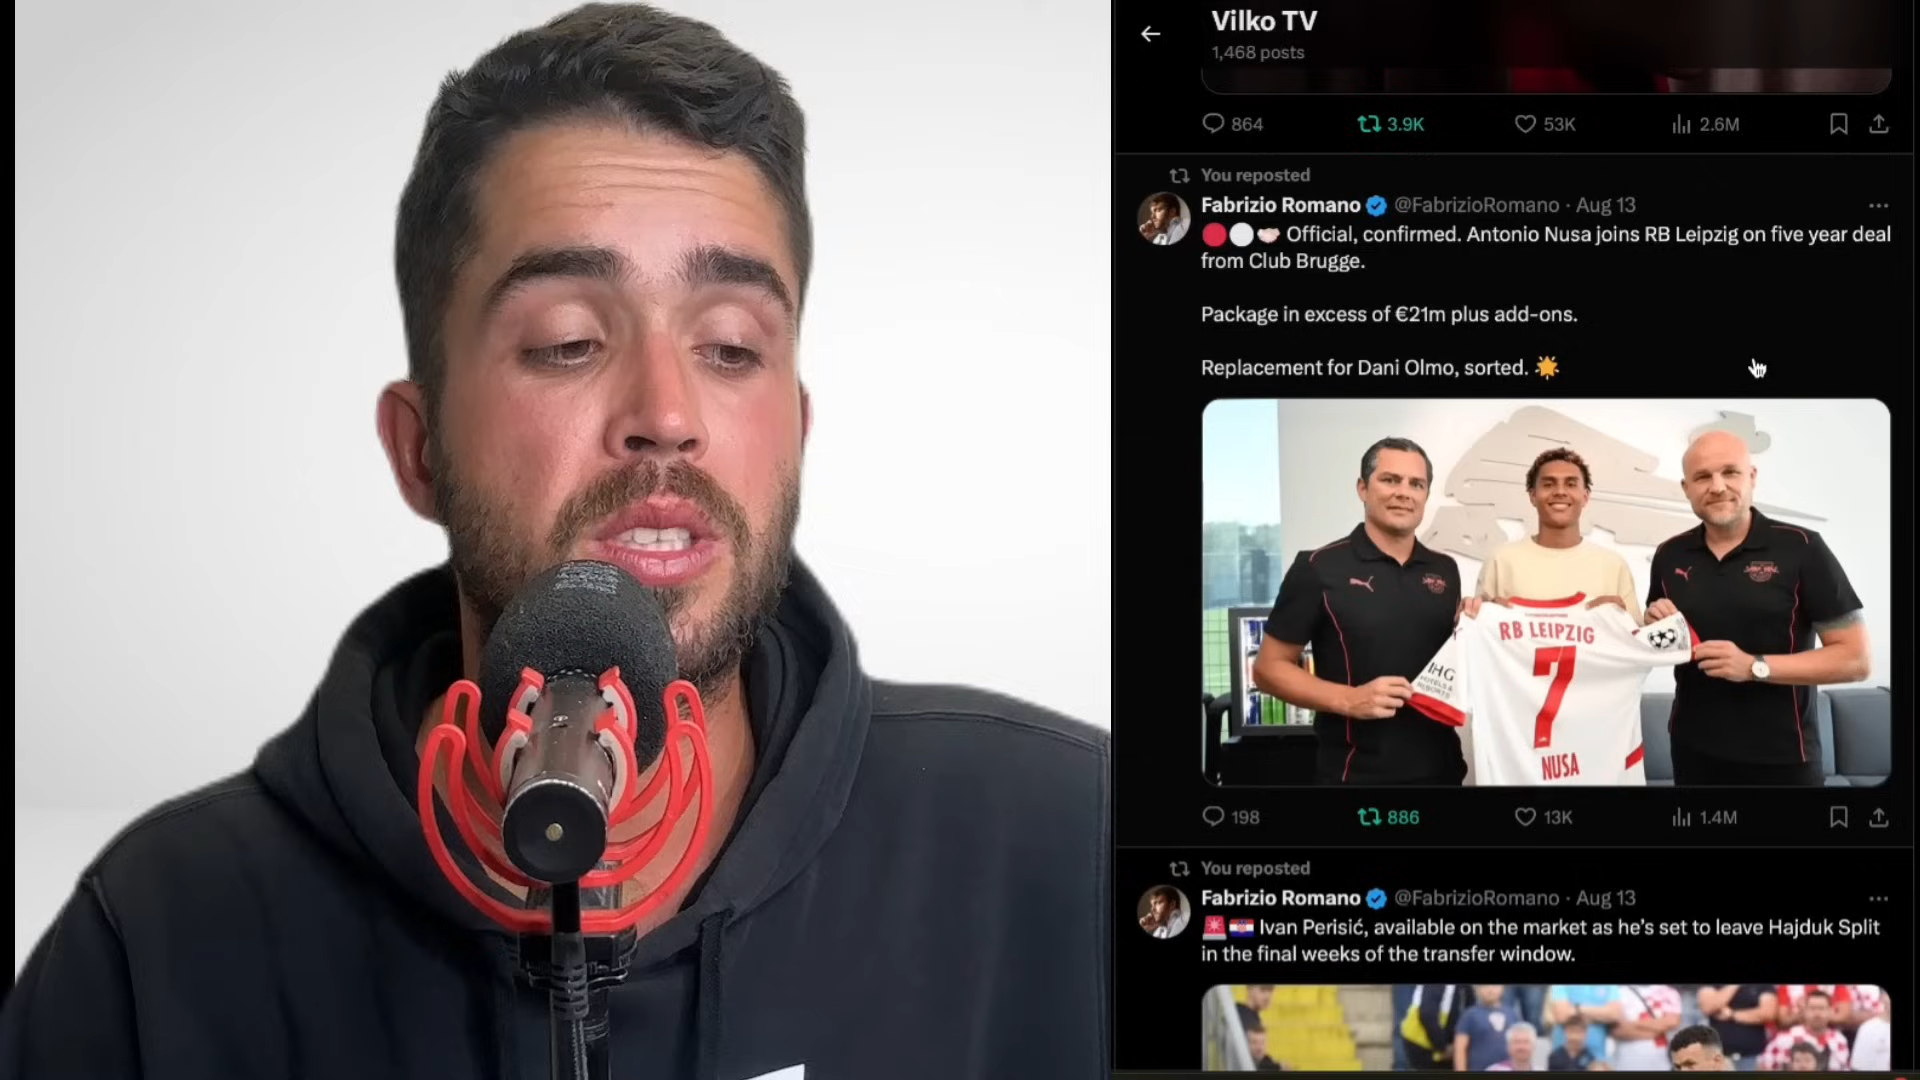 Vilko TV
1,468 posts
864 3.9K 53K 2.6M
You reposted
Fabrizio Romano @FabrizioRomano · Aug 13 ...
Official, confirmed. Antonio Nusa joins RB Leipzig on five year deal
from Club Brugge.
Package in excess of €21m plus add-ons.
Replacement for Dani Olmo, sorted.
RB LEIPZIG
7
NUSA
IHG
HOTELS &
RESORTS
198 886 13K 1.4M
You reposted
Fabrizio Romano @FabrizioRomano · Aug 13 ...
Ivan Perisić, available on the market as he's set to leave Hajduk Split
in the final weeks of the transfer window.